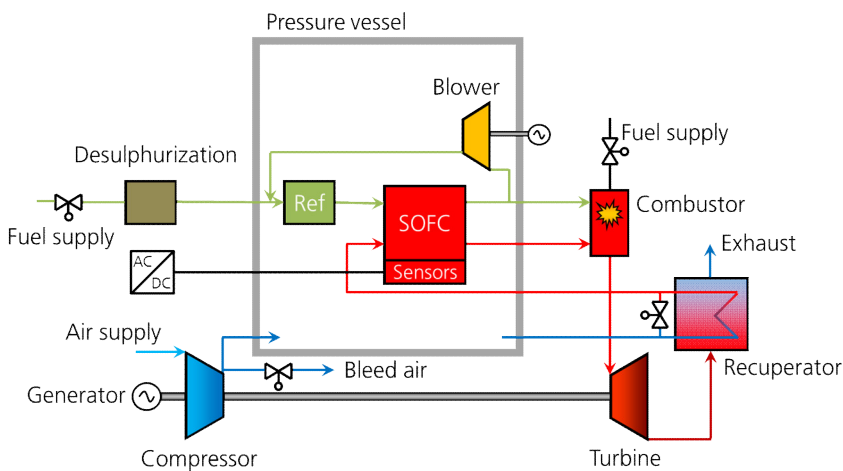 Pressure vessel
Blower
Fuel supply
Desulphurization
Ref
SOFC
Combustor
Fuel supply
Exhaust
AC
DC
Sensors
Air supply
Bleed air
Recuperator
Generator
Compressor
Turbine